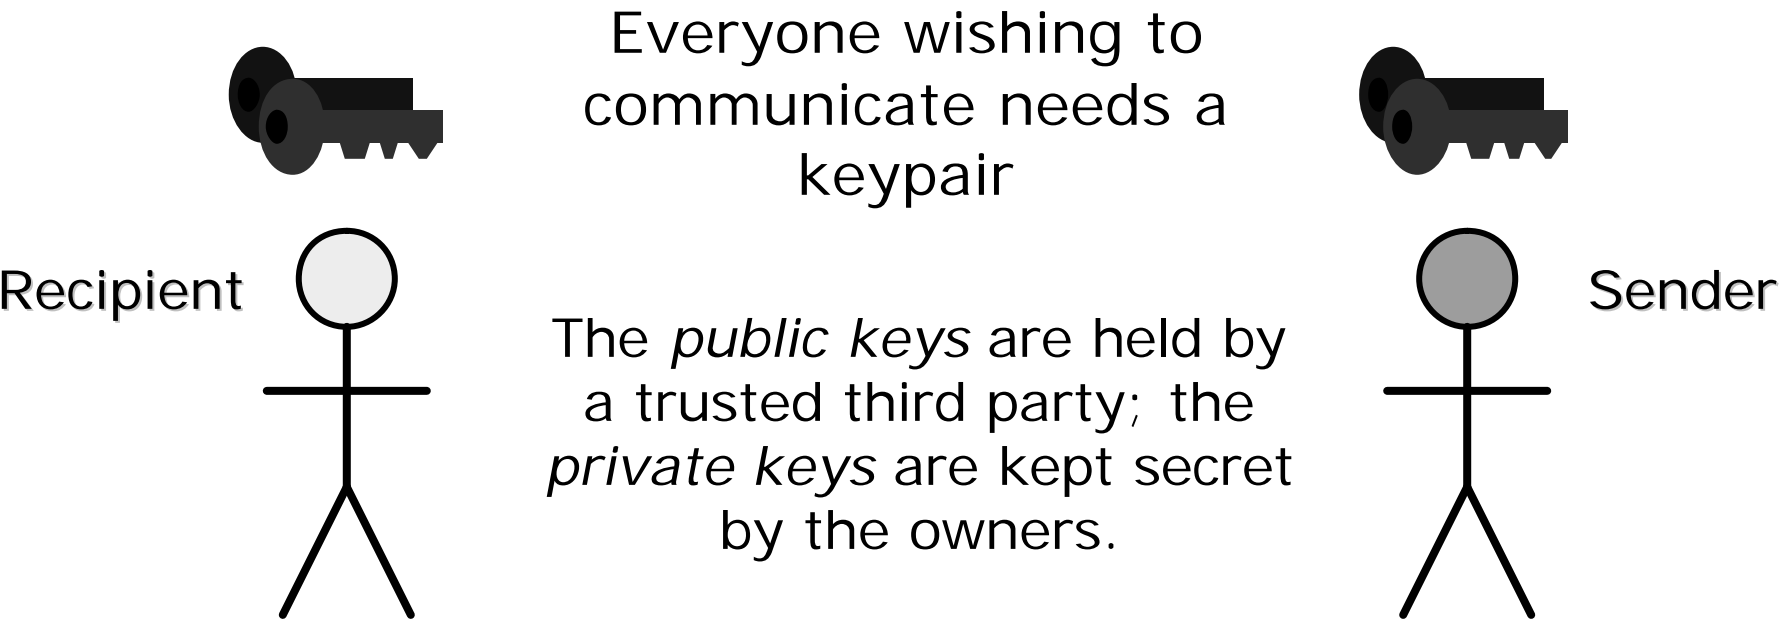 Everyone wishing to
communicate needs a
keypair
Recipient
Sender
The public keys are held by
a trusted third party; the
private keys are kept secret
by the owners.